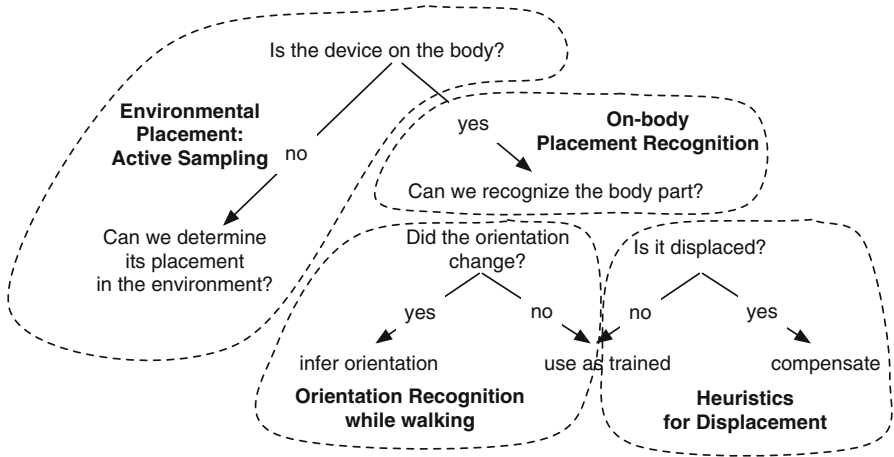 Is the device on the body?
Environmental
Placement:
Active Sampling
no
yes
On-body
Placement Recognition
Can we recognize the body part?
Can we determine
its placement
in the environment?
Did the orientation
change?
Is it displaced?
yes
no
no
yes
infer orientation
use as trained
compensate
Orientation Recognition
while walking
Heuristics
for Displacement